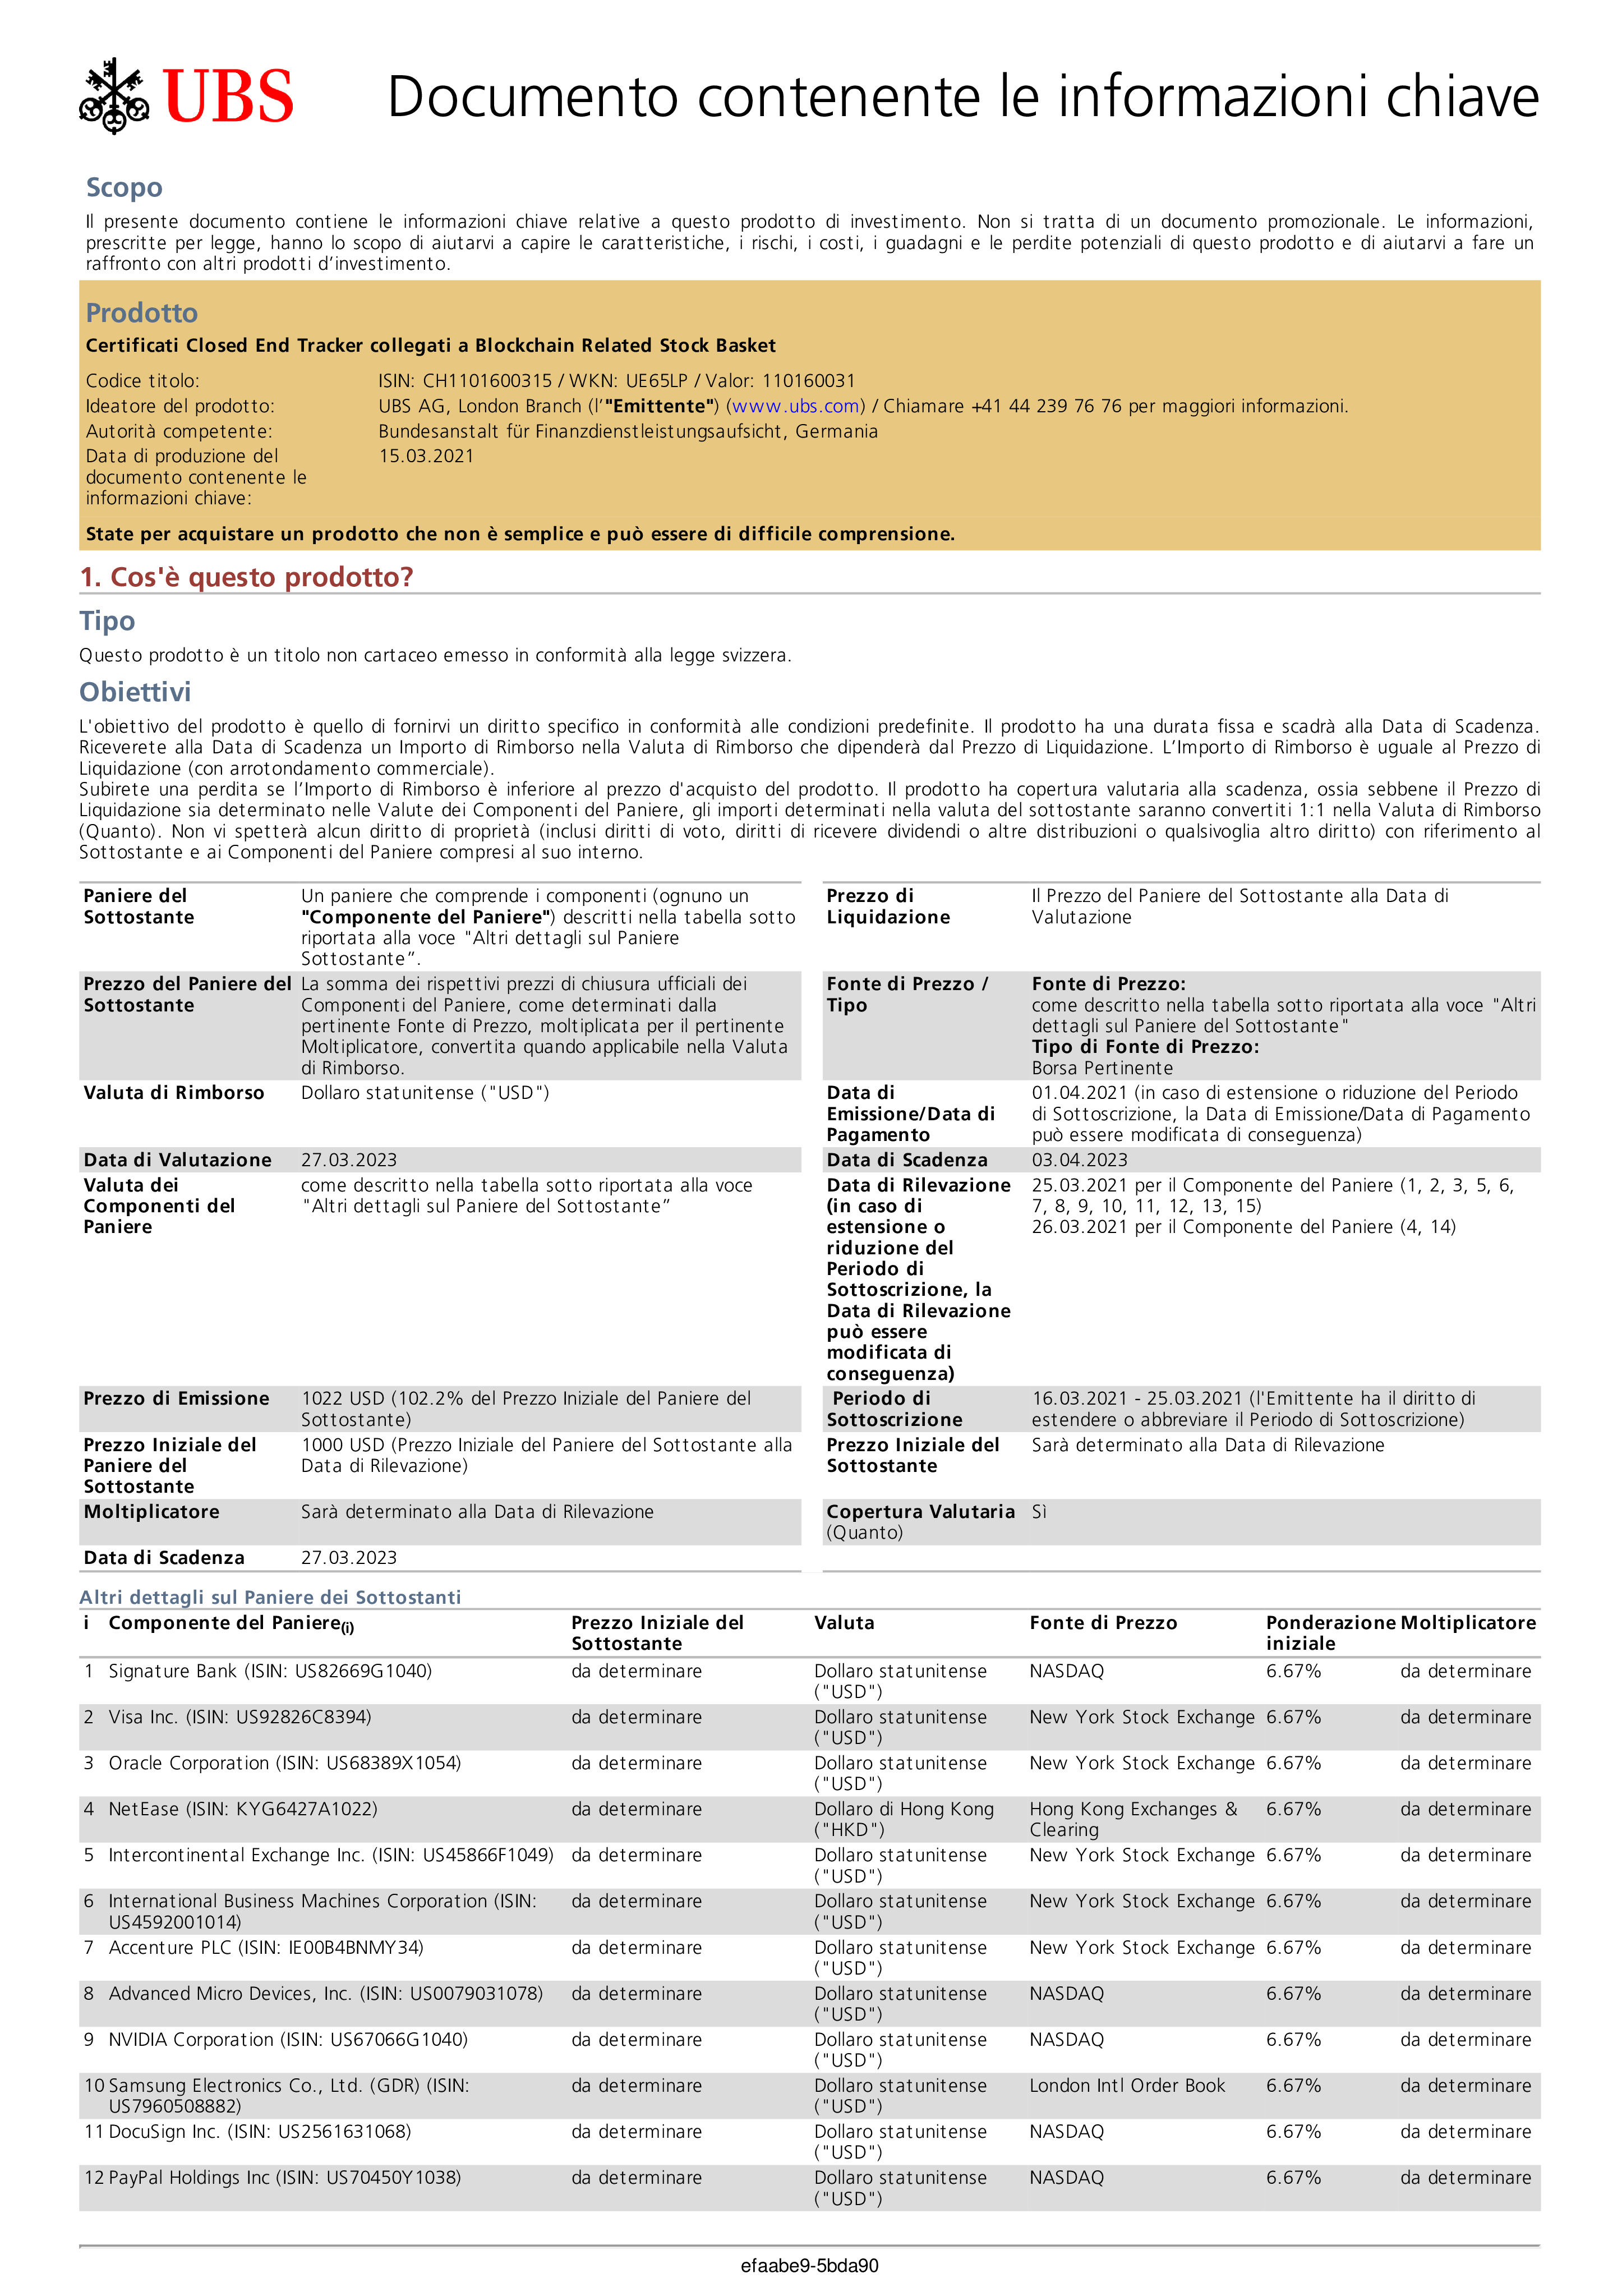 UBS
Documento contenente le informazioni chiave
Scopo
Il presente documento contiene le informazioni chiave relative a questo prodotto di investimento. Non si tratta di un documento promozionale. Le informazioni,
prescritte per legge, hanno lo scopo di aiutarvi a capire le caratteristiche, i rischi, i costi, i guadagni e le perdite potenziali di questo prodotto e di aiutarvi a fare un
raffronto con altri prodotti d’investimento.
Prodotto
Certificati Closed End Tracker collegati a Blockchain Related Stock Basket
Codice titolo: ISIN: CH1101600315 / WKN: UE65LP / Valor: 110160031
Ideatore del prodotto: UBS AG, London Branch (l’"Emittente") (www.ubs.com) / Chiamare +41 44 239 76 76 per maggiori informazioni.
Autorità competente: Bundesanstalt für Finanzdienstleistungsaufsicht, Germania
Data di produzione del 15.03.2021
documento contenente le
informazioni chiave:
State per acquistare un prodotto che non è semplice e può essere di difficile comprensione.
1. Cos'è questo prodotto?
Tipo
Questo prodotto è un titolo non cartaceo emesso in conformità alla legge svizzera.
Obiettivi
L'obiettivo del prodotto è quello di fornirvi un diritto specifico in conformità alle condizioni predefinite. Il prodotto ha una durata fissa e scadrà alla Data di Scadenza.
Riceverete alla Data di Scadenza un Importo di Rimborso nella Valuta di Rimborso che dipenderà dal Prezzo di Liquidazione. L’Importo di Rimborso è uguale al Prezzo di
Liquidazione (con arrotondamento commerciale).
Subirete una perdita se l’Importo di Rimborso è inferiore al prezzo d'acquisto del prodotto. Il prodotto ha copertura valutaria alla scadenza, ossia sebbene il Prezzo di
Liquidazione sia determinato nelle Valute dei Componenti del Paniere, gli importi determinati nella valuta del sottostante saranno convertiti 1:1 nella Valuta di Rimborso
(Quanto). Non vi spetterà alcun diritto di proprietà (inclusi diritti di voto, diritti di ricevere dividendi o altre distribuzioni o qualsivoglia altro diritto) con riferimento al
Sottostante e ai Componenti del Paniere compresi al suo interno.
Paniere del Un paniere che comprende i componenti (ognuno un
Sottostante "Componente del Paniere") descritti nella tabella sotto
riportata alla voce "Altri dettagli sul Paniere
Sottostante”.
Prezzo di Il Prezzo del Paniere del Sottostante alla Data di
Liquidazione Valutazione
Prezzo del Paniere del La somma dei rispettivi prezzi di chiusura ufficiali dei
Sottostante Componenti del Paniere, come determinati dalla
pertinente Fonte di Prezzo, moltiplicata per il pertinente
Moltiplicatore, convertita quando applicabile nella Valuta
di Rimborso.
Fonte di Prezzo / Fonte di Prezzo:
Tipo come descritto nella tabella sotto riportata alla voce "Altri
dettagli sul Paniere del Sottostante"
Tipo di Fonte di Prezzo:
Borsa Pertinente
Valuta di Rimborso Dollaro statunitense ("USD")
Data di 01.04.2021 (in caso di estensione o riduzione del Periodo
Emissione/Data di di Sottoscrizione, la Data di Emissione/Data di Pagamento
Pagamento può essere modificata di conseguenza)
Data di Valutazione 27.03.2023
Data di Scadenza 03.04.2023
Valuta dei come descritto nella tabella sotto riportata alla voce
Componenti del "Altri dettagli sul Paniere del Sottostante”
Paniere
Data di Rilevazione 25.03.2021 per il Componente del Paniere (1, 2, 3, 5, 6,
(in caso di 7, 8, 9, 10, 11, 12, 13, 15)
estensione o 26.03.2021 per il Componente del Paniere (4, 14)
riduzione del
Periodo di
Sottoscrizione, la
Data di Rilevazione
può essere
modificata di
conseguenza)
Prezzo di Emissione 1022 USD (102.2% del Prezzo Iniziale del Paniere del
Sottostante)
Periodo di 16.03.2021 - 25.03.2021 (l'Emittente ha il diritto di
Sottoscrizione estendere o abbreviare il Periodo di Sottoscrizione)
Prezzo Iniziale del 1000 USD (Prezzo Iniziale del Paniere del Sottostante alla
Paniere del Data di Rilevazione)
Sottostante
Prezzo Iniziale del Sarà determinato alla Data di Rilevazione
Sottostante
Moltiplicatore Sarà determinato alla Data di Rilevazione
Copertura Valutaria Sì
(Quanto)
Data di Scadenza 27.03.2023
Altri dettagli sul Paniere dei Sottostanti
i Componente del Paniere(i) Prezzo Iniziale del Valuta Fonte di Prezzo Ponderazione Moltiplicatore
Sottostante iniziale
1 Signature Bank (ISIN: US82669G1040) da determinare Dollaro statunitense NASDAQ 6.67% da determinare
("USD")
2 Visa Inc. (ISIN: US92826C8394) da determinare Dollaro statunitense New York Stock Exchange 6.67% da determinare
("USD")
3 Oracle Corporation (ISIN: US68389X1054) da determinare Dollaro statunitense New York Stock Exchange 6.67% da determinare
("USD")
4 NetEase (ISIN: KYG6427A1022) da determinare Dollaro di Hong Kong Hong Kong Exchanges & 6.67% da determinare
("HKD") Clearing
5 Intercontinental Exchange Inc. (ISIN: US45866F1049) da determinare Dollaro statunitense New York Stock Exchange 6.67% da determinare
("USD")
6 International Business Machines Corporation (ISIN: da determinare Dollaro statunitense New York Stock Exchange 6.67% da determinare
US4592001014) ("USD")
7 Accenture PLC (ISIN: IE00B4BNMY34) da determinare Dollaro statunitense New York Stock Exchange 6.67% da determinare
("USD")
8 Advanced Micro Devices, Inc. (ISIN: US0079031078) da determinare Dollaro statunitense NASDAQ 6.67% da determinare
("USD")
9 NVIDIA Corporation (ISIN: US67066G1040) da determinare Dollaro statunitense NASDAQ 6.67% da determinare
("USD")
10 Samsung Electronics Co., Ltd. (GDR) (ISIN: da determinare Dollaro statunitense London Intl Order Book 6.67% da determinare
US7960508882) ("USD")
11 DocuSign Inc. (ISIN: US2561631068) da determinare Dollaro statunitense NASDAQ 6.67% da determinare
("USD")
12 PayPal Holdings Inc (ISIN: US70450Y1038) da determinare Dollaro statunitense NASDAQ 6.67% da determinare
("USD")
efaabe9-5bda90